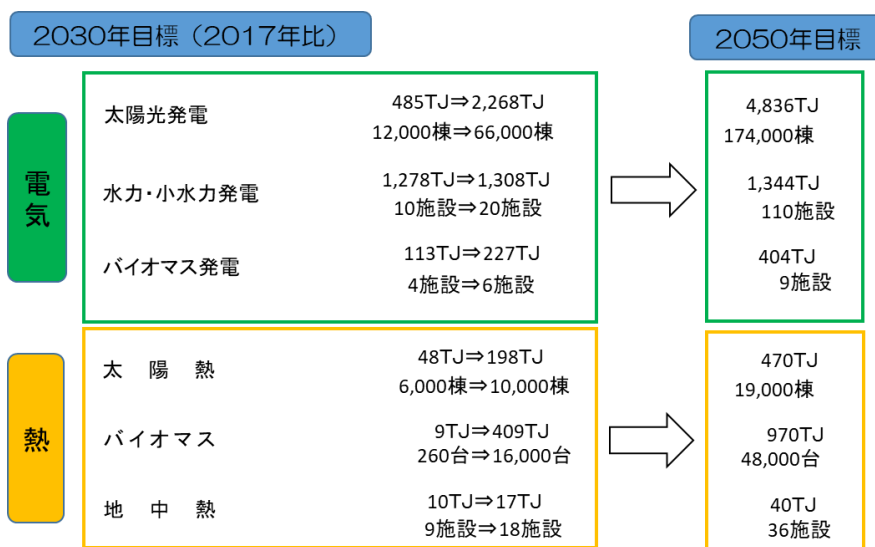 2030年目標（2017年比）
2050年目標
電気
太陽光発電
485TJ⇒2,268TJ
12,000棟⇒66,000棟
4,836TJ
174,000棟
水力・小水力発電
1,278TJ⇒1,308TJ
10施設⇒20施設
1,344TJ
110施設
バイオマス発電
113TJ⇒227TJ
4施設⇒6施設
404TJ
9施設
熱
太　陽　熱
48TJ⇒198TJ
6,000棟⇒10,000棟
470TJ
19,000棟
バイオマス
9TJ⇒409TJ
260台⇒16,000台
970TJ
48,000台
地　中　熱
10TJ⇒17TJ
9施設⇒18施設
40TJ
36施設